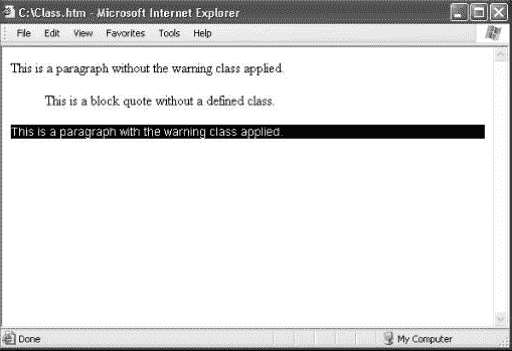 C:\Class.htm - Microsoft Internet Explorer
File Edit View Favorites Tools Help
This is a paragraph without the warning class applied.
This is a block quote without a defined class.
This is a paragraph with the warning class applied.
Done My Computer